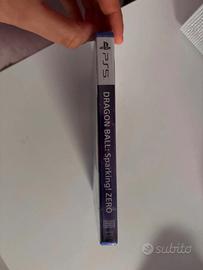 PS5
DRAGON BALL: Sparking! ZERO
subito